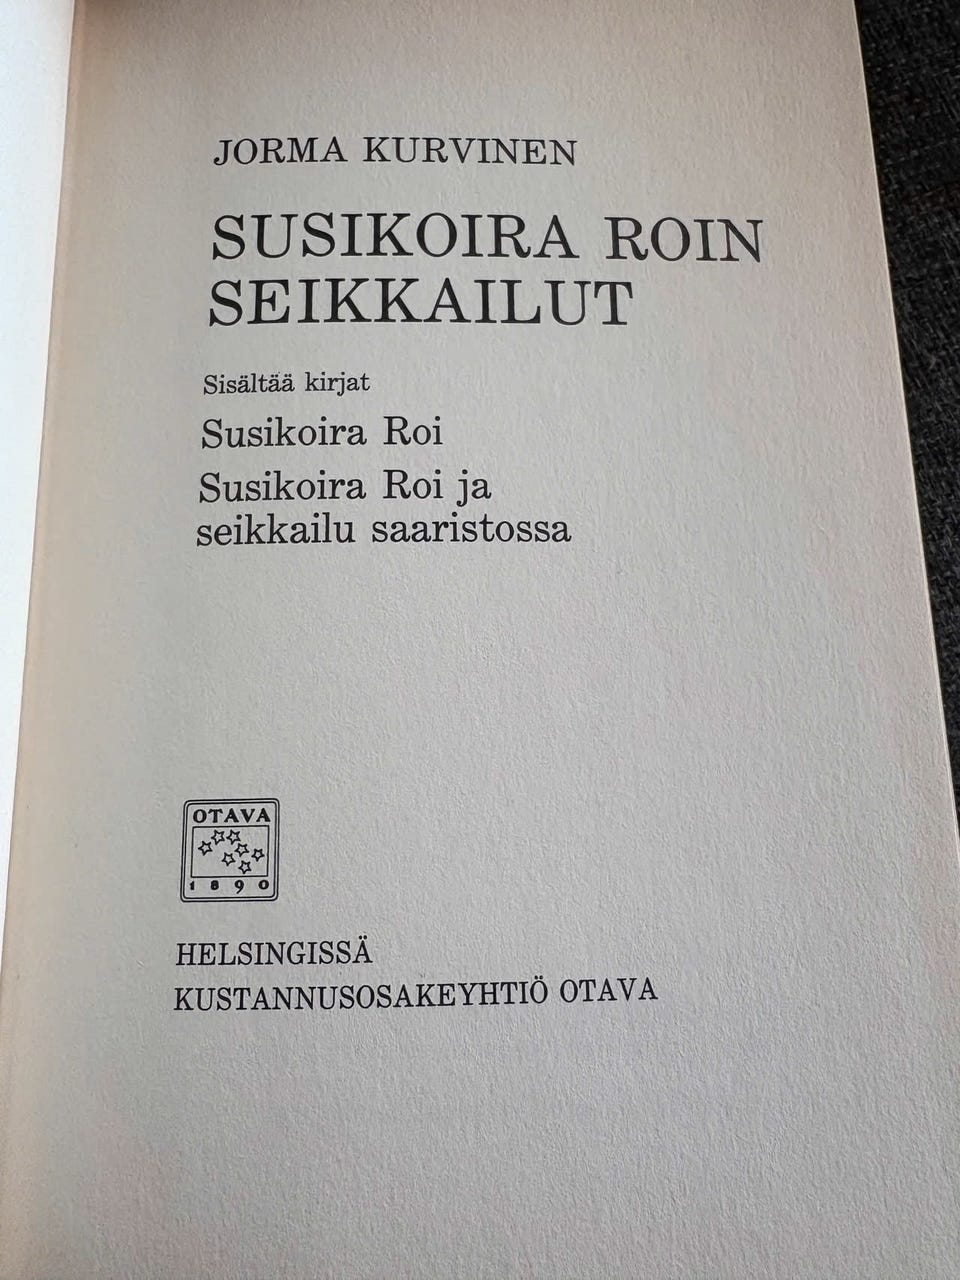 JORMA KURVINEN
SUSIKOIRA ROIN
SEIKKAILUT
Sisältää kirjat
Susikoira Roi
Susikoira Roi ja
seikkailu saaristossa
OTAVA
1890
HELSINGISSÄ
KUSTANNUSOSAKEYHTIÖ OTAVA